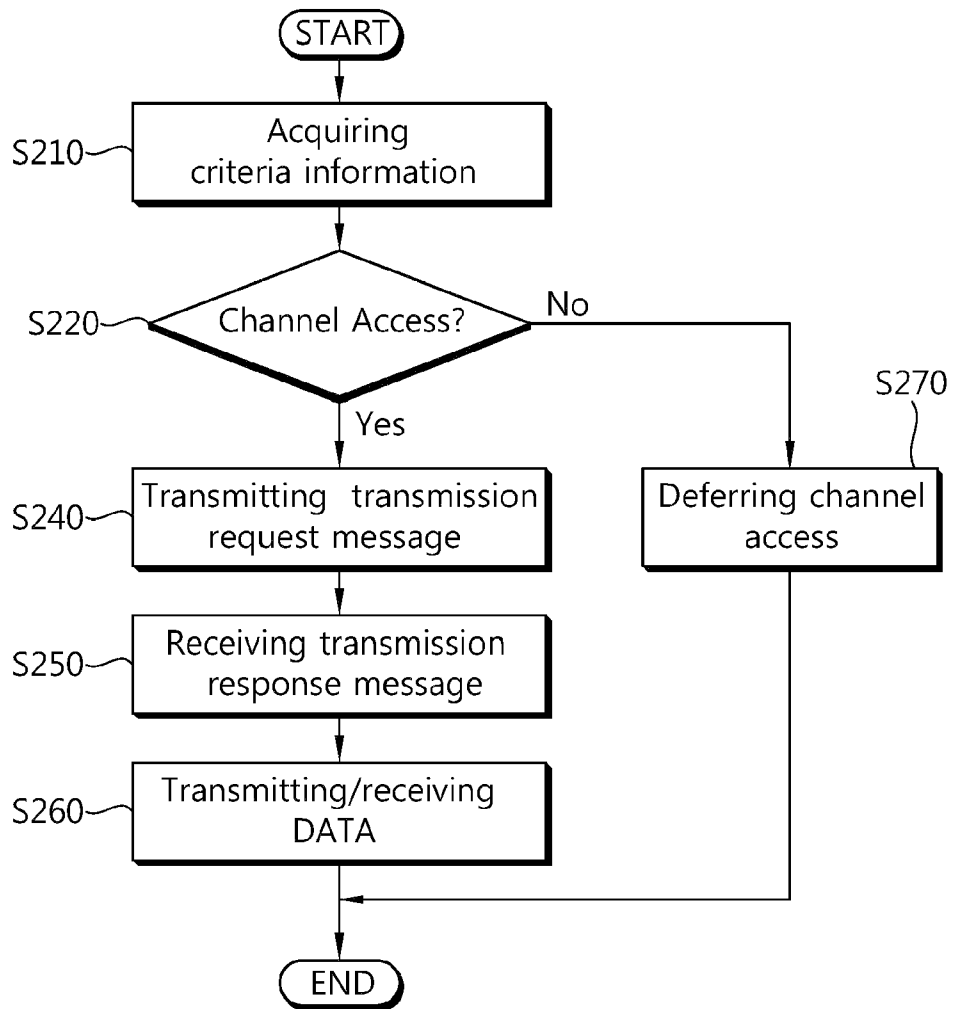 START
S210
Acquiring
criteria information
S220
Channel Access?
No
Yes
S270
S240
Transmitting transmission
request message
Deferring channel
access
S250
Receiving transmission
response message
S260
Transmitting/receiving
DATA
END